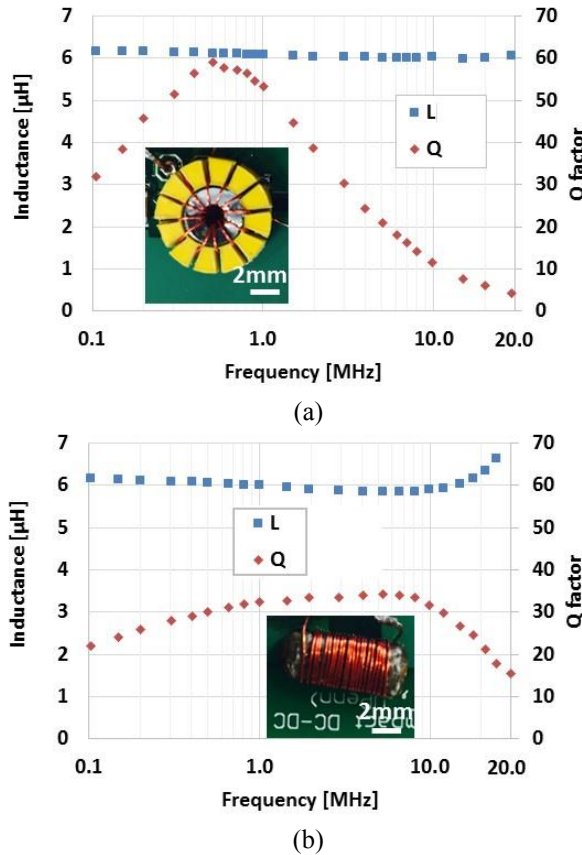 7 70
6 60
5 50
4 40
3 30
2 20
1 10
0 0
Inductance [µH]
Q factor
L
Q
2mm
0.1 1.0 10.0 20.0
Frequency [MHz]
(a)
7 70
6 60
5 50
4 40
3 30
2 20
1 10
0 0
Inductance [µH]
Q factor
L
Q
2mm
DC-DC
0.1 1.0 10.0 20.0
Frequency [MHz]
(b)